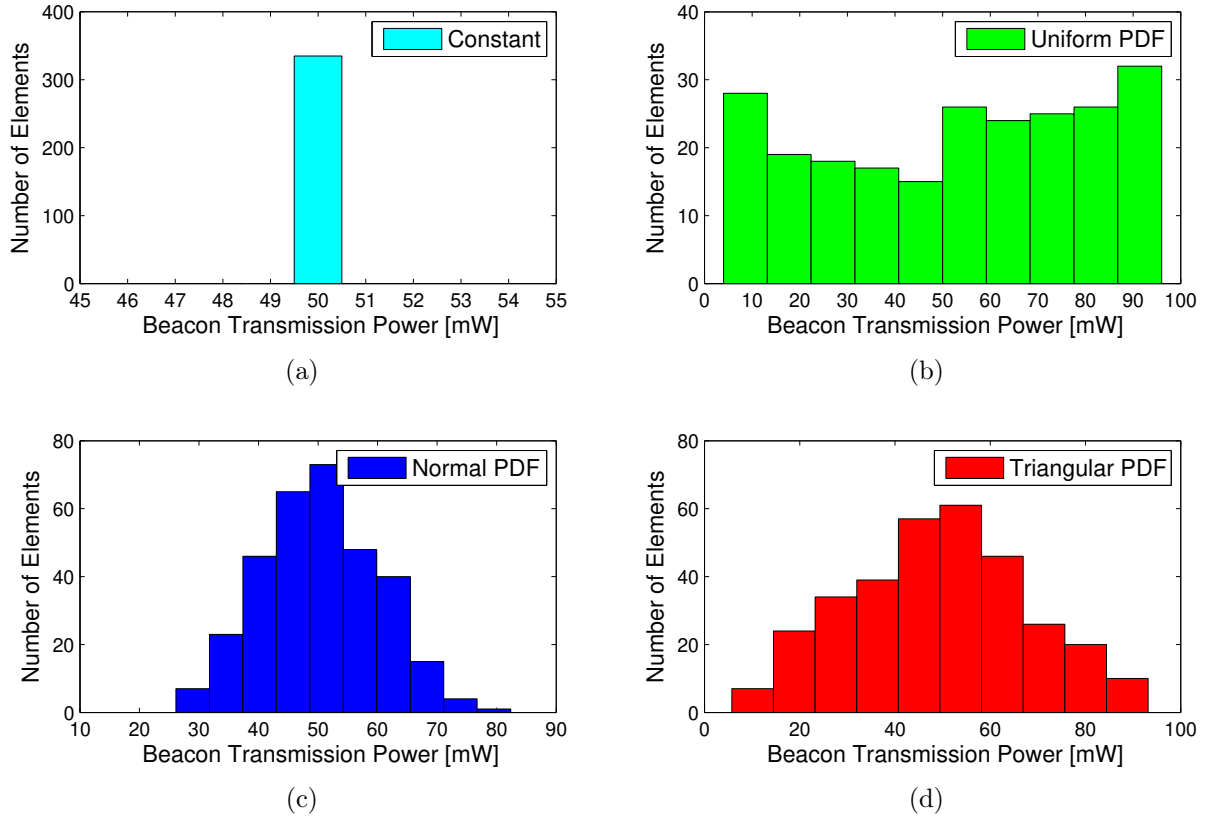 Constant
Number of Elements
400
300
200
100
0
45 46 47 48 49 50 51 52 53 54 55
Beacon Transmission Power [mW]
(a)
Uniform PDF
Number of Elements
40
30
20
10
0
0 10 20 30 40 50 60 70 80 90 100
Beacon Transmission Power [mW]
(b)
Normal PDF
Number of Elements
80
60
40
20
0
10 20 30 40 50 60 70 80 90
Beacon Transmission Power [mW]
(c)
Triangular PDF
Number of Elements
80
60
40
20
0
0 20 40 60 80 100
Beacon Transmission Power [mW]
(d)